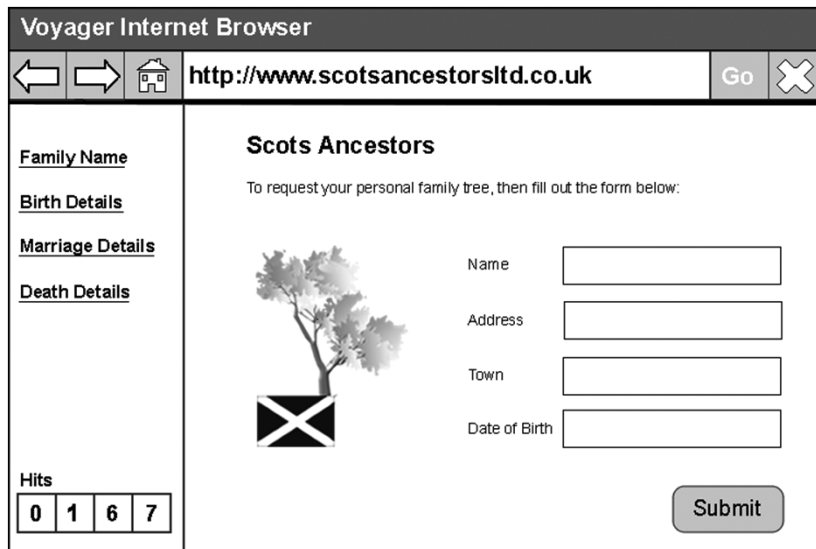 Voyager Internet Browser
http://www.scotsancestorsltd.co.uk Go
Family Name
Birth Details
Marriage Details
Death Details
Hits
0 1 6 7
Scots Ancestors
To request your personal family tree, then fill out the form below:
Name
Address
Town
Date of Birth
Submit